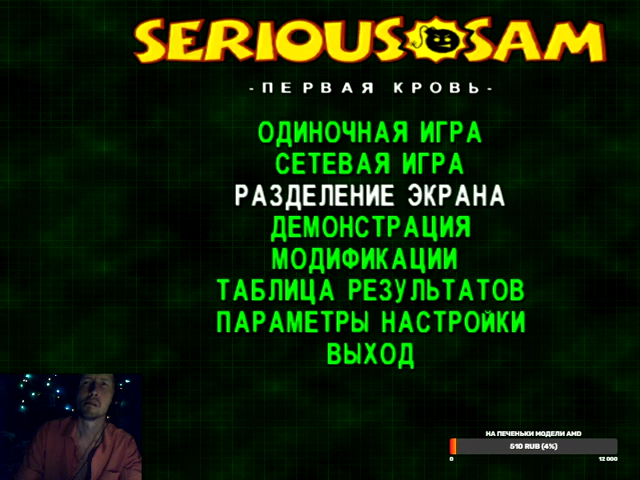 SERIOUS SAM
-ПЕРВАЯ КРОВЬ-
ОДИНОЧНАЯ ИГРА
СЕТЕВАЯ ИГРА
РАЗДЕЛЕНИЕ ЭКРАНА
ДЕМОНСТРАЦИЯ
МОДИФИКАЦИИ
ТАБЛИЦА РЕЗУЛЬТАТОВ
ПАРАМЕТРЫ НАСТРОЙКИ
ВЫХОД
НА ПЕЧЕНЬКИ МОДЕЛИ AMD
510 RUB (4%)
0 12 000